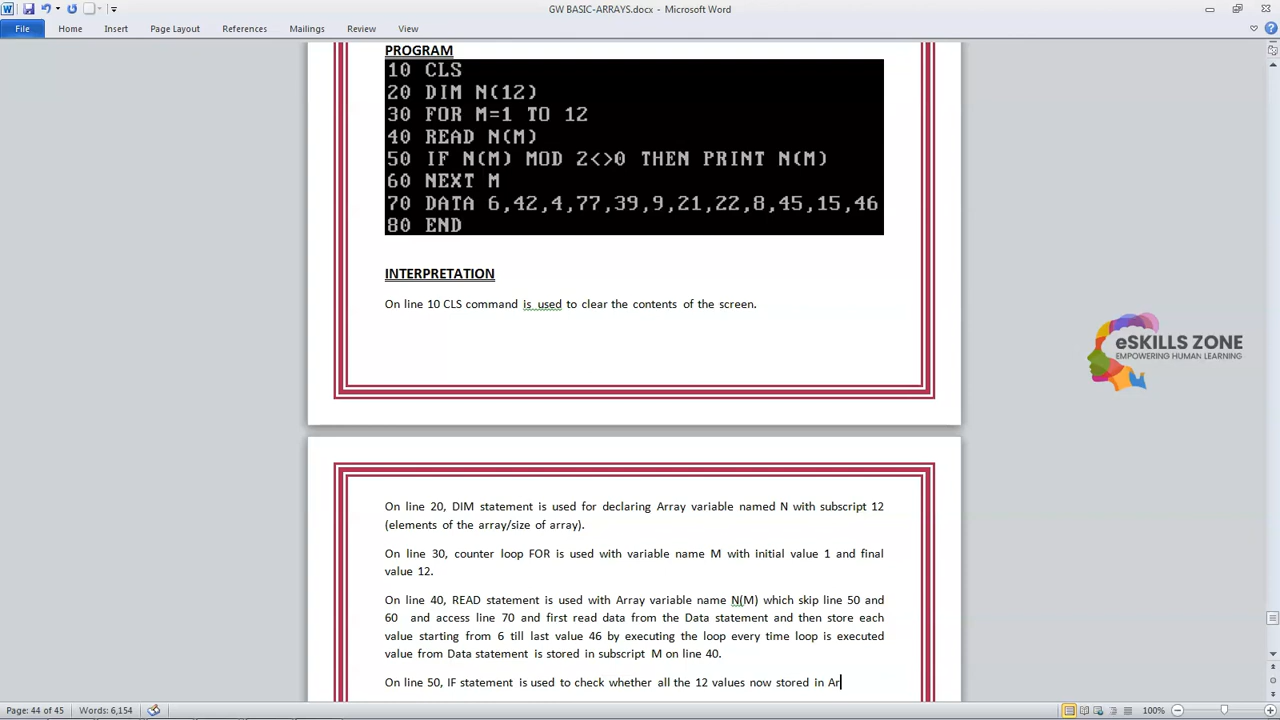 GW BASIC-ARRAYS.docx - Microsoft Word
File Home Insert Page Layout References Mailings Review View
PROGRAM
10 CLS
20 DIM N(12)
30 FOR M=1 TO 12
40 READ N(M)
50 IF N(M) MOD 2<>0 THEN PRINT N(M)
60 NEXT M
70 DATA 6,42,4,77,39,9,21,22,8,45,15,46
80 END
INTERPRETATION
On line 10 CLS command is used to clear the contents of the screen.
eSKILLS ZONE
EMPOWERING HUMAN LEARNING
On line 20, DIM statement is used for declaring Array variable named N with subscript 12
(elements of the array/size of array).
On line 30, counter loop FOR is used with variable name M with initial value 1 and final
value 12.
On line 40, READ statement is used with Array variable name N(M) which skip line 50 and
60 and access line 70 and first read data from the Data statement and then store each
value starting from 6 till last value 46 by executing the loop every time loop is executed
value from Data statement is stored in subscript M on line 40.
On line 50, IF statement is used to check whether all the 12 values now stored in Ar
Page: 44 of 45 Words: 6,154 100%